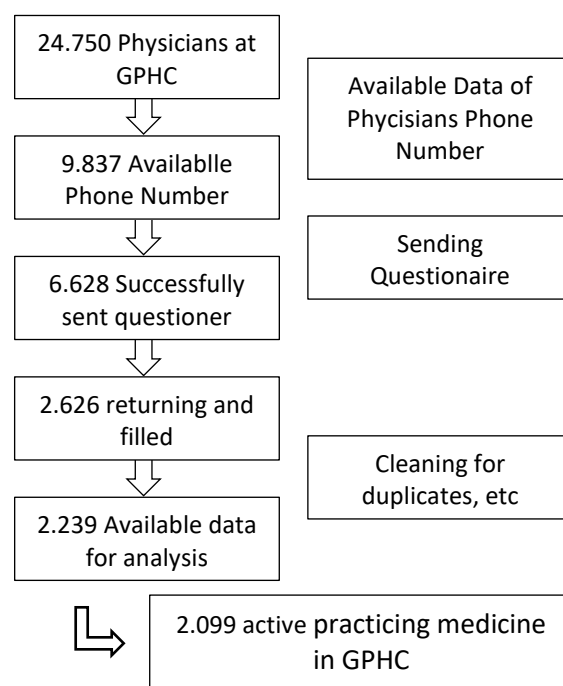 24.750 Physicians at
GPHC
Available Data of
Phycisians Phone
Number
9.837 Availablle
Phone Number
Sending
Questionaire
6.628 Successfully
sent questioner
2.626 returning and
filled
Cleaning for
duplicates, etc
2.239 Available data
for analysis
2.099 active practicing medicine
in GPHC